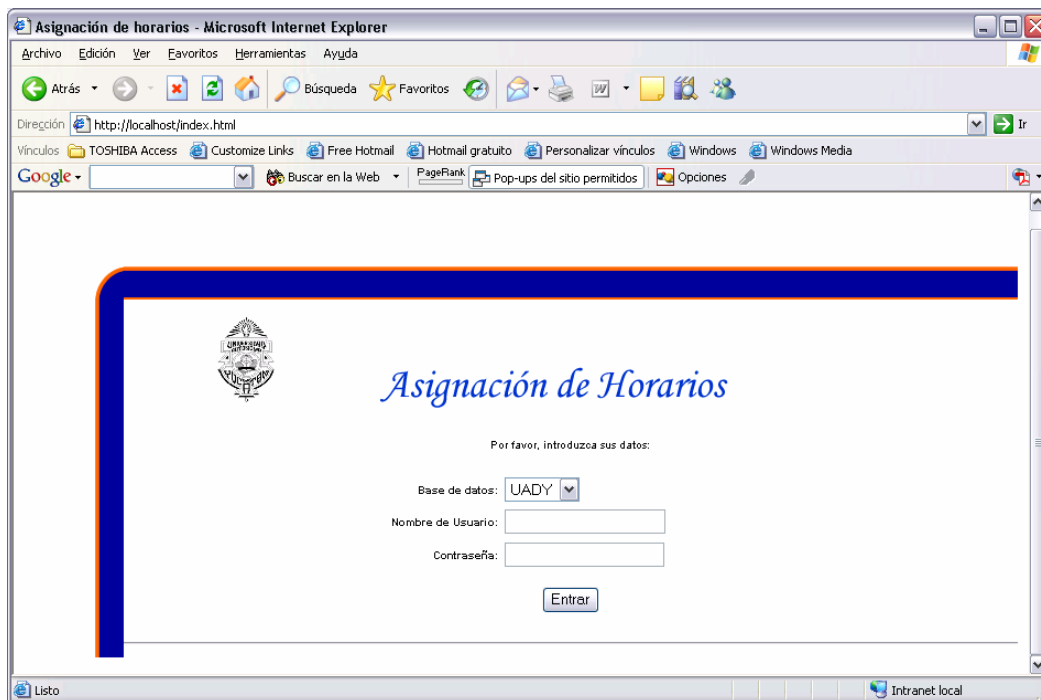 Asignación de horarios - Microsoft Internet Explorer
Archivo Edición Ver Favoritos Herramientas Ayuda
Atrás Búsqueda Favoritos
Dirección http://localhost/index.html Ir
Vínculos TOSHIBA Access Customize Links Free Hotmail Hotmail gratuito Personalizar vínculos Windows Windows Media
Google Buscar en la Web PageRank Pop-ups del sitio permitidos Opciones
Asignación de Horarios
Por favor, introduzca sus datos:
Base de datos: UADY
Nombre de Usuario:
Contraseña:
Entrar
Listo Intranet local